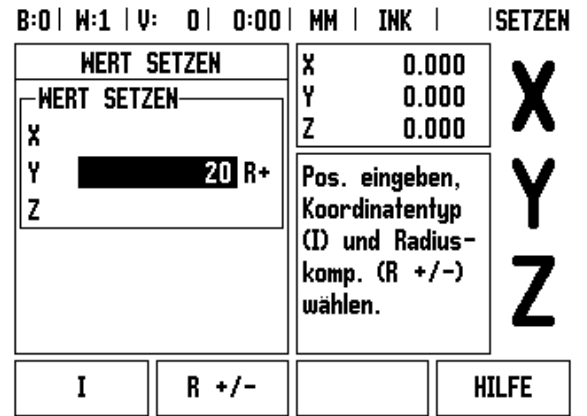 B:0 | W:1 | V: 0 | 0:00 | MM | INK | | SETZEN
WERT SETZEN
WERT SETZEN
X
Y 20 R+
Z
X 0.000
Y 0.000
Z 0.000
Pos. eingeben,
Koordinatentyp
(I) und Radius-
komp. (R +/-)
wählen.
X
Y
Z
I
R +/-
HILFE